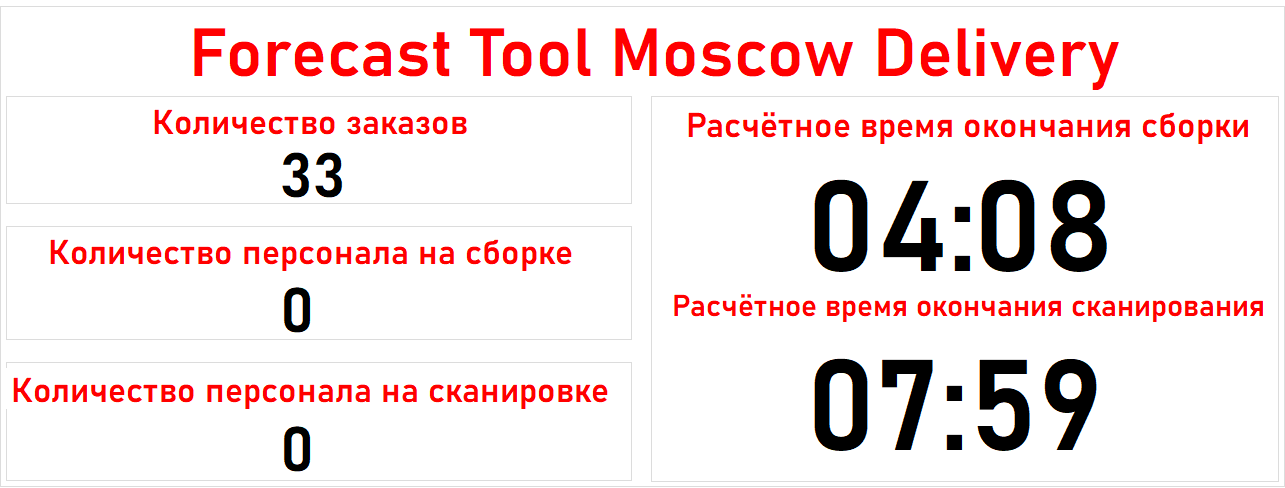 Forecast Tool Moscow Delivery
Количество заказов
33
Количество персонала на сборке
0
Количество персонала на сканировке
0
Расчётное время окончания сборки
04:08
Расчётное время окончания сканирования
07:59